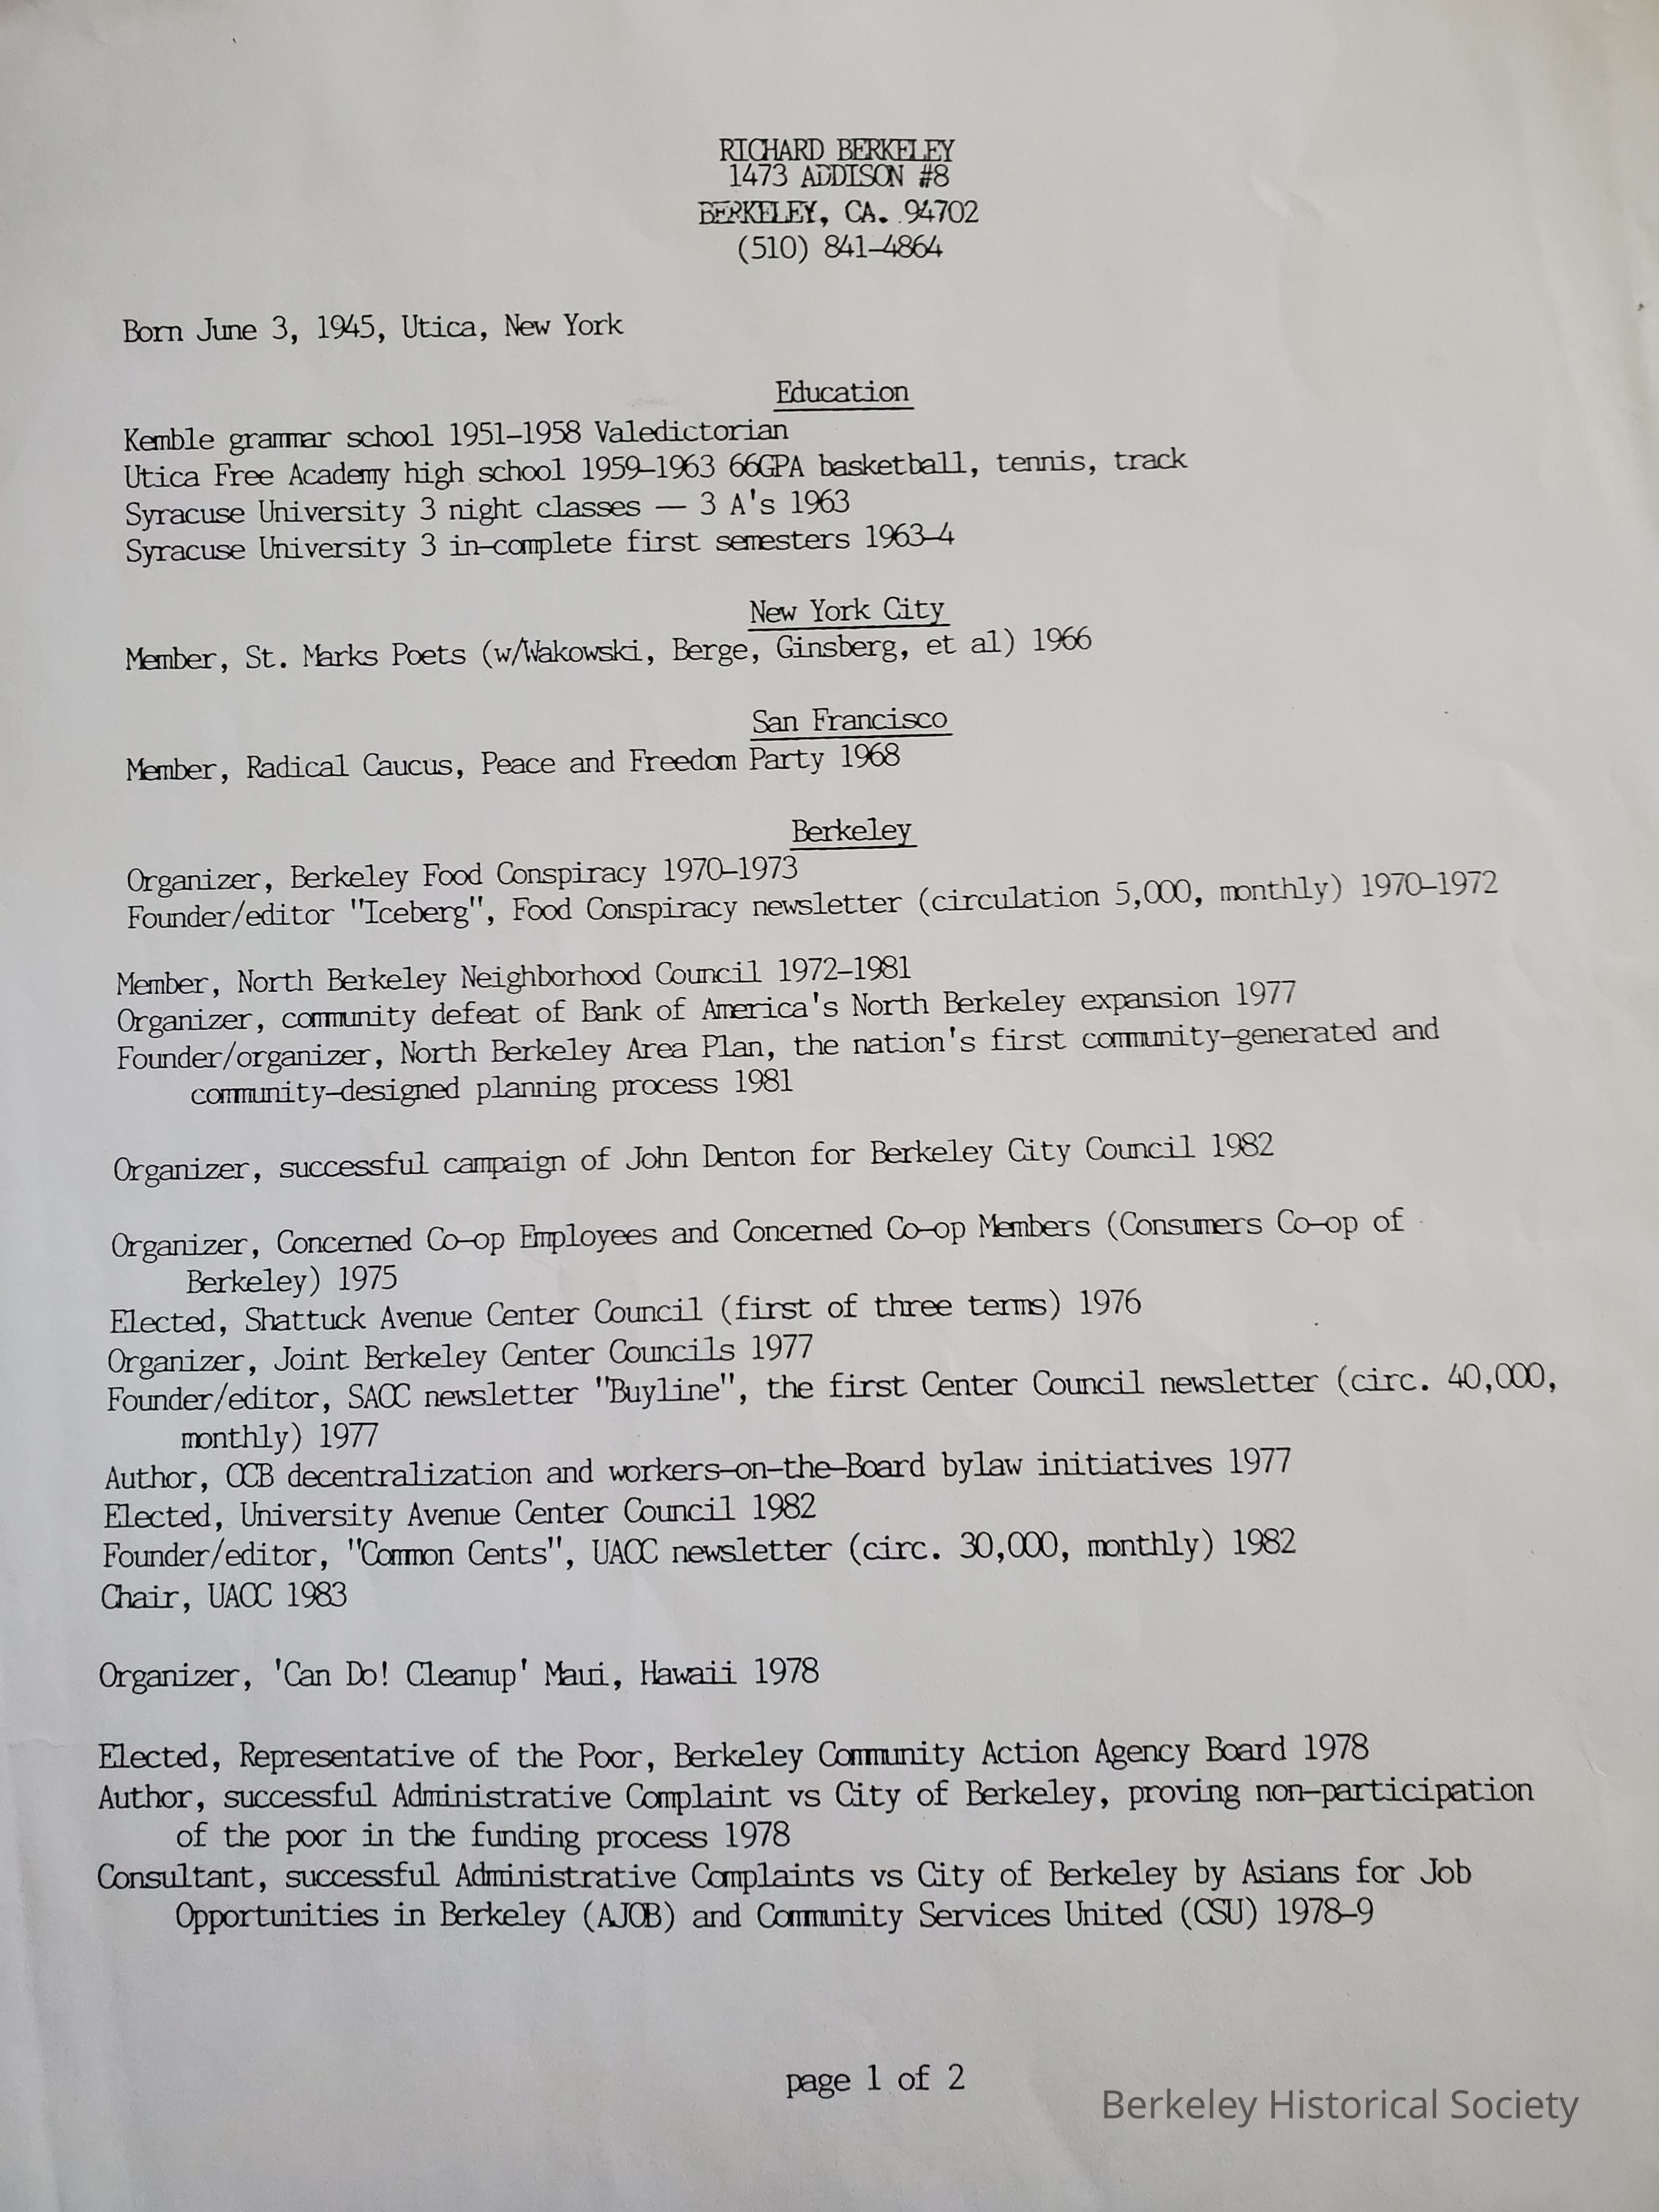 RICHARD BERKELEY
1473 ADDISON #8
BERKELEY, CA. 94702
(510) 841-4864
Born June 3, 1945, Utica, New York
Education
Kemble grammar school 1951-1958 Valedictorian
Utica Free Academy high school 1959-1963 66GPA basketball, tennis, track
Syracuse University 3 night classes — 3 A's 1963
Syracuse University 3 in-complete first semesters 1963-4
New York City
Member, St. Marks Poets (w/Wakowski, Berge, Ginsberg, et al) 1966
San Francisco
Member, Radical Caucus, Peace and Freedom Party 1968
Berkeley
Organizer, Berkeley Food Conspiracy 1970-1973
Founder/editor "Iceberg", Food Conspiracy newsletter (circulation 5,000, monthly) 1970-1972
Member, North Berkeley Neighborhood Council 1972-1981
Organizer, community defeat of Bank of America's North Berkeley expansion 1977
Founder/organizer, North Berkeley Area Plan, the nation's first community-generated and
community-designed planning process 1981
Organizer, successful campaign of John Denton for Berkeley City Council 1982
Organizer, Concerned Co-op Employees and Concerned Co-op Members (Consumers Co-op of
Berkeley) 1975
Elected, Shattuck Avenue Center Council (first of three terms) 1976
Organizer, Joint Berkeley Center Councils 1977
Founder/editor, SACC newsletter "Buyline", the first Center Council newsletter (circ. 40,000,
monthly) 1977
Author, CCB decentralization and workers-on-the-Board bylaw initiatives 1977
Elected, University Avenue Center Council 1982
Founder/editor, "Common Cents", UACC newsletter (circ. 30,000, monthly) 1982
Chair, UACC 1983
Organizer, 'Can Do! Cleanup' Maui, Hawaii 1978
Elected, Representative of the Poor, Berkeley Community Action Agency Board 1978
Author, successful Administrative Complaint vs City of Berkeley, proving non-participation
of the poor in the funding process 1978
Consultant, successful Administrative Complaints vs City of Berkeley by Asians for Job
Opportunities in Berkeley (AJOB) and Community Services United (CSU) 1978-9
page 1 of 2
Berkeley Historical Society